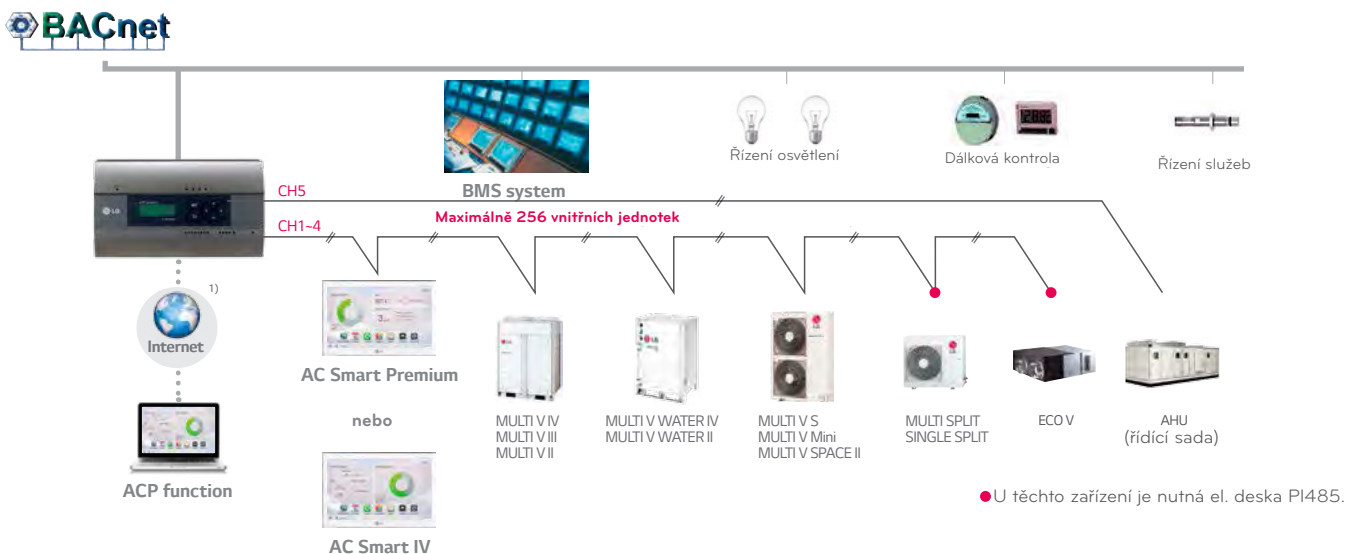 BACnet
Řízení osvětlení
Dálková kontrola
Řízení služeb
BMS system
CH5
Maximálně 256 vnitřních jednotek
CH1~4
LG
1)
Internet
AC Smart Premium
nebo
MULTI V IV
MULTI V III
MULTI V II
MULTI V WATER IV
MULTI V WATER II
MULTI V S
MULTI V Mini
MULTI V SPACE II
MULTI SPLIT
SINGLE SPLIT
ECO V
AHU
(řídící sada)
ACP function
U těchto zařízení je nutná el. deska PI485.
AC Smart IV